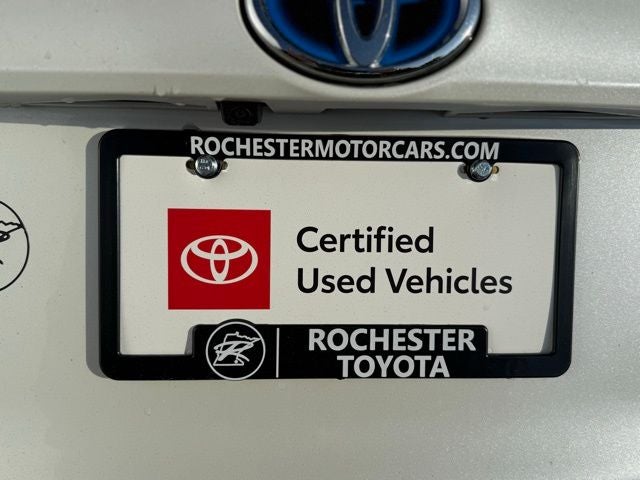 ROCHESTERMOTORCARS.COM
Certified
Used Vehicles
ROCHESTER
TOYOTA